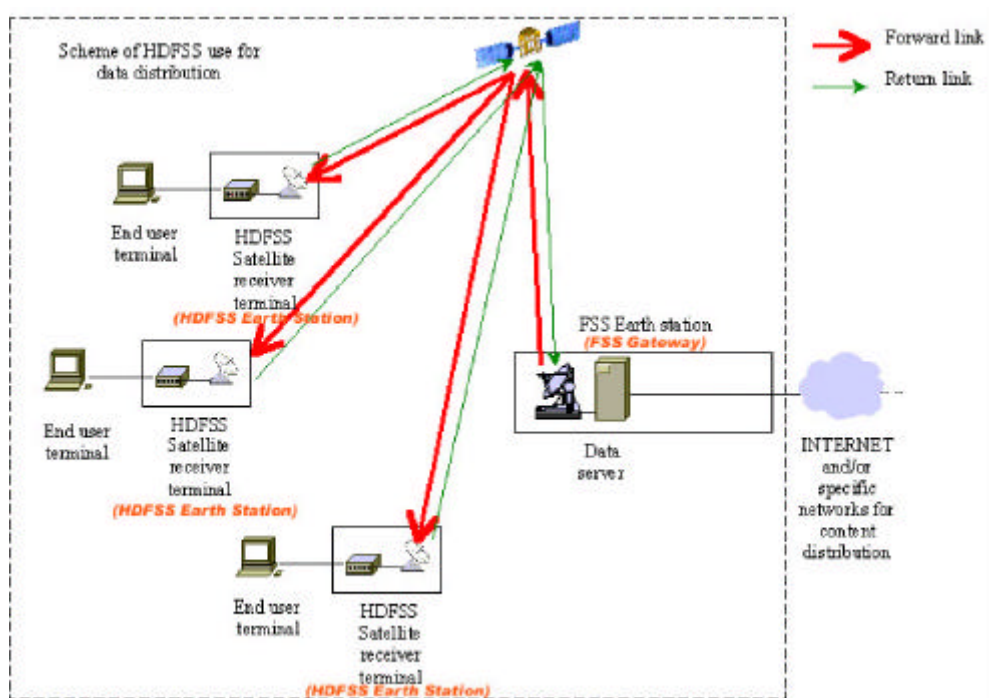 Scheme of HDFSS use for
data distribution
Forward link
Return link
End user
terminal
HDFSS
Satellite
receiver
terminal
(HDFSS Earth Station)
FSS Earth station
(FSS Gateway)
End user
terminal
HDFSS
Satellite
receiver
terminal
(HDFSS Earth Station)
Data
server
INTERNET
and/or
specific
networks for
content
distribution
End user
terminal
HDFSS
Satellite
receiver
terminal
(HDFSS Earth Station)